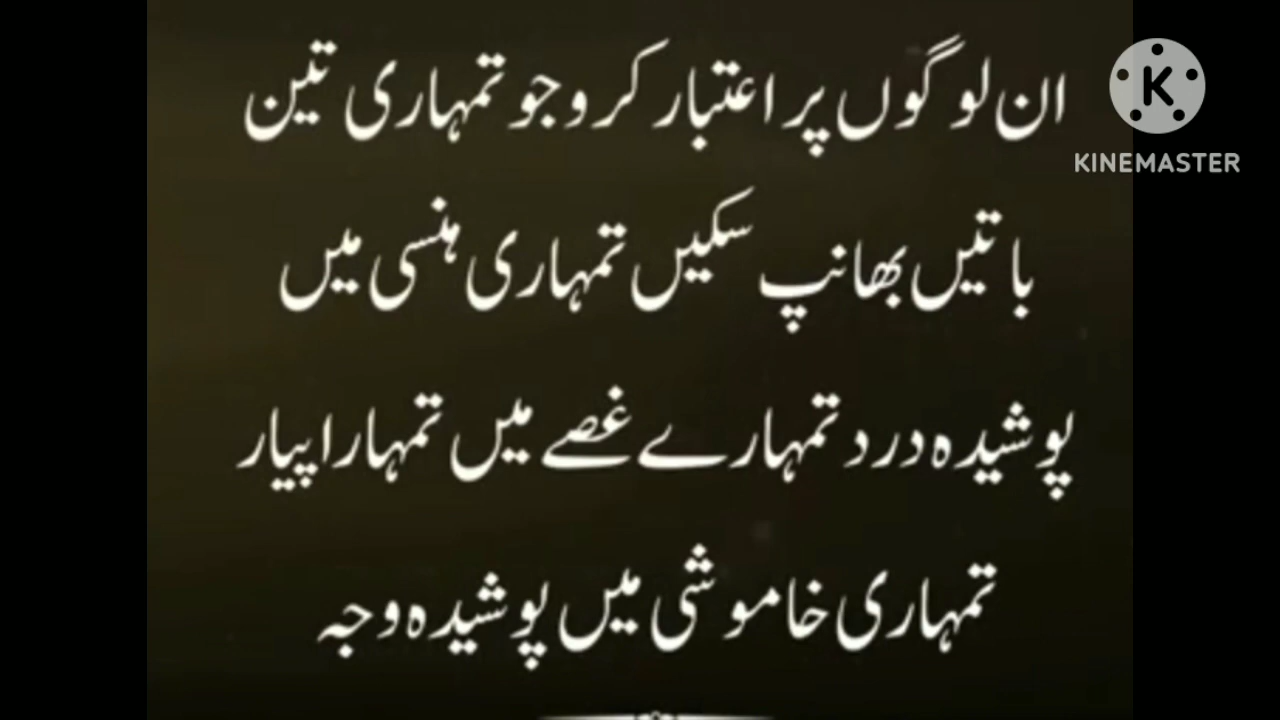 ان لوگوں پر اعتبار کرو جو تمہاری تین
باتیں بھانپ سکیں تمہاری ہنسی میں
پوشیدہ درد تمہارے غصے میں تمہارا پیار
تمہاری خاموشی میں پوشیدہ وجہ
K
KINEMASTER